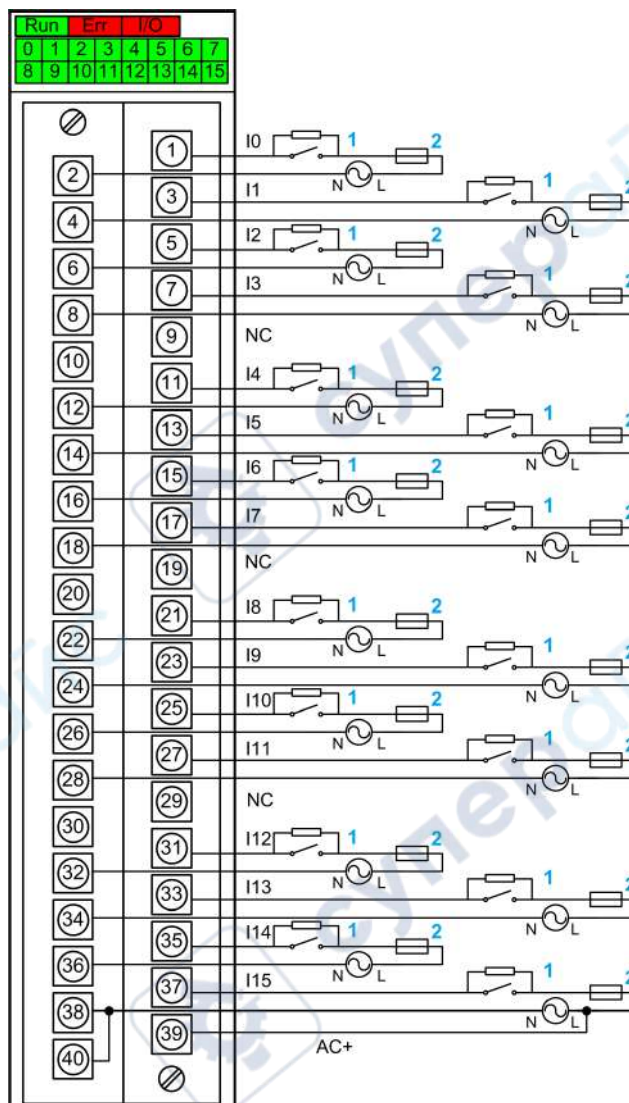 Run Err I/O
0 1 2 3 4 5 6 7
8 9 10 11 12 13 14 15
1 I0 1 2
2 N L
3 I1 1 2
4 N L
5 I2 1 2
6 N L
7 I3 1 2
8 N L
9 NC
10
11 I4 1 2
12 N L
13 I5 1 2
14 N L
15 I6 1 2
16 N L
17 I7 1 2
18 N L
19 NC
20
21 I8 1 2
22 N L
23 I9 1 2
24 N L
25 I10 1 2
26 N L
27 I11 1 2
28 N L
29 NC
30
31 I12 1 2
32 N L
33 I13 1 2
34 N L
35 I14 1 2
36 N L
37 I15 1 2
38 N L
39 AC+
40
супер
супер